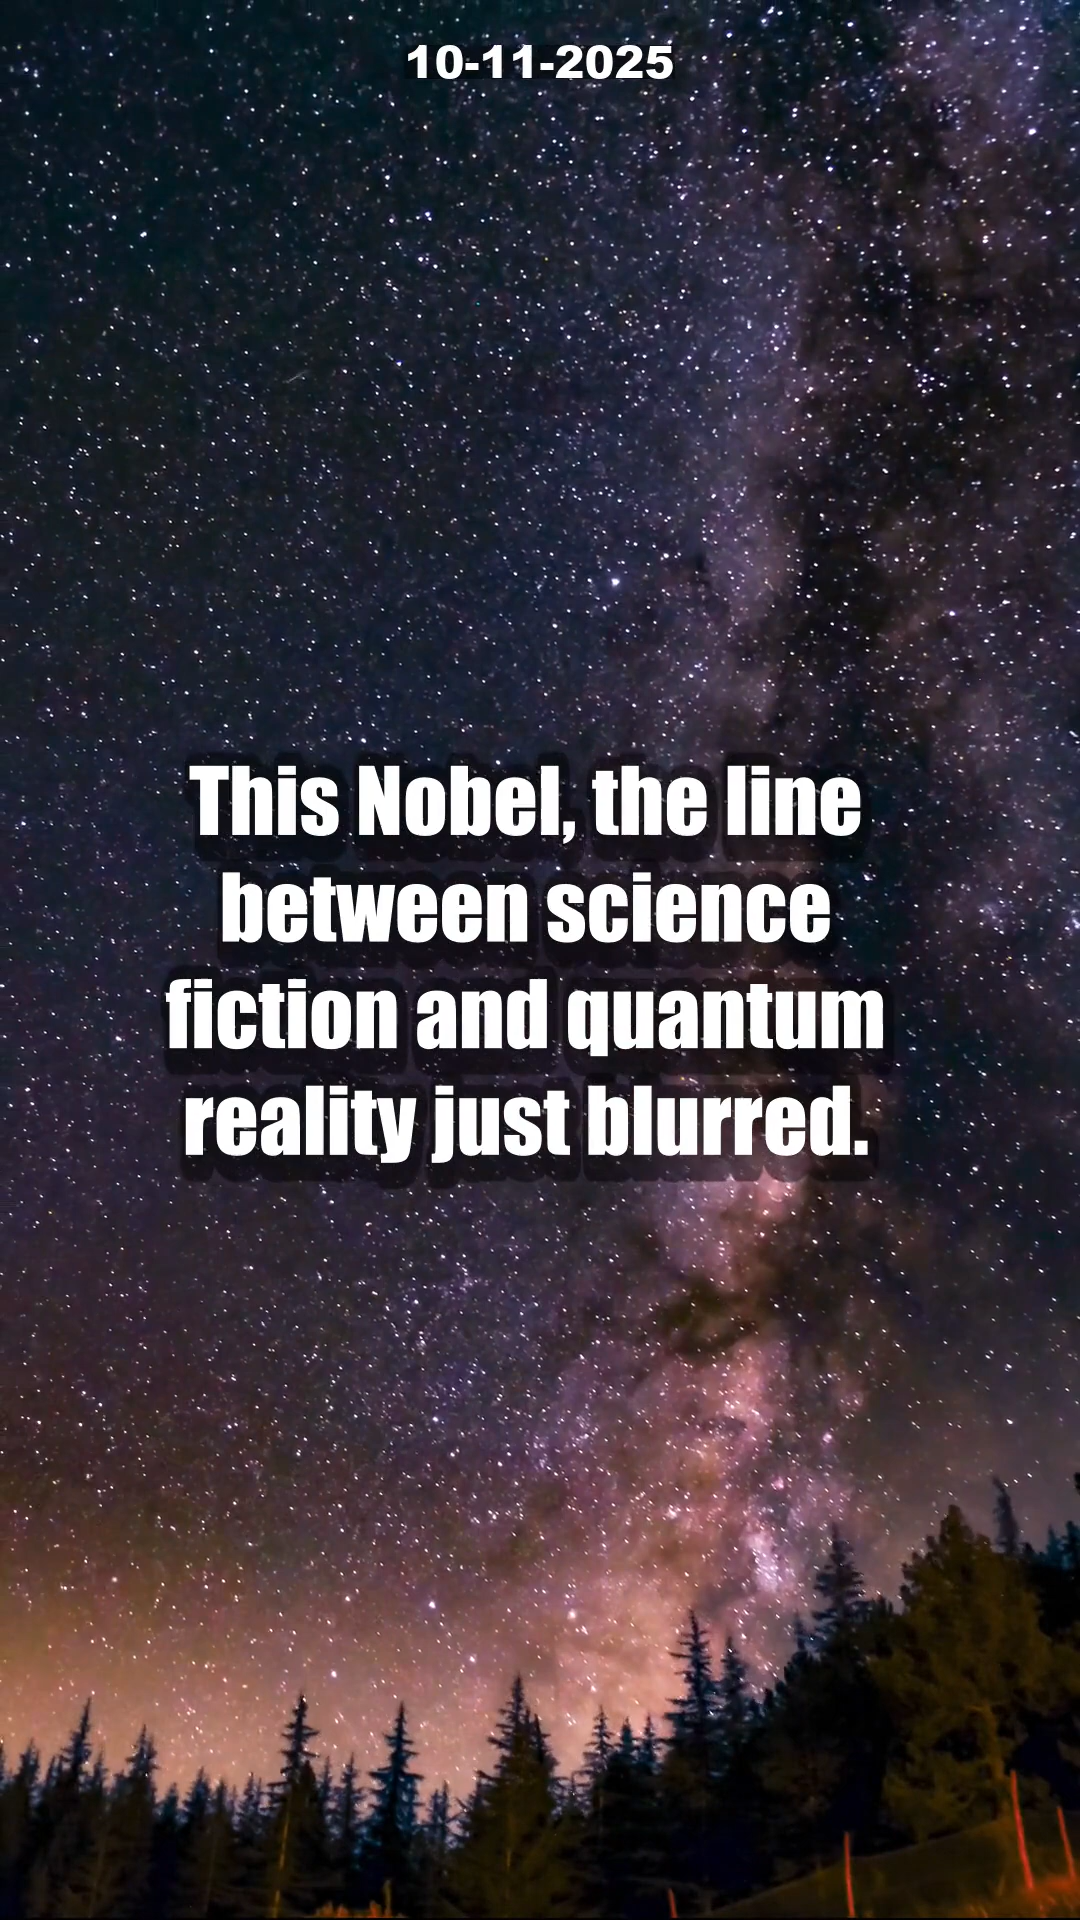 10-11-2025
This Nobel, the line
between science
fiction and quantum
reality just blurred.